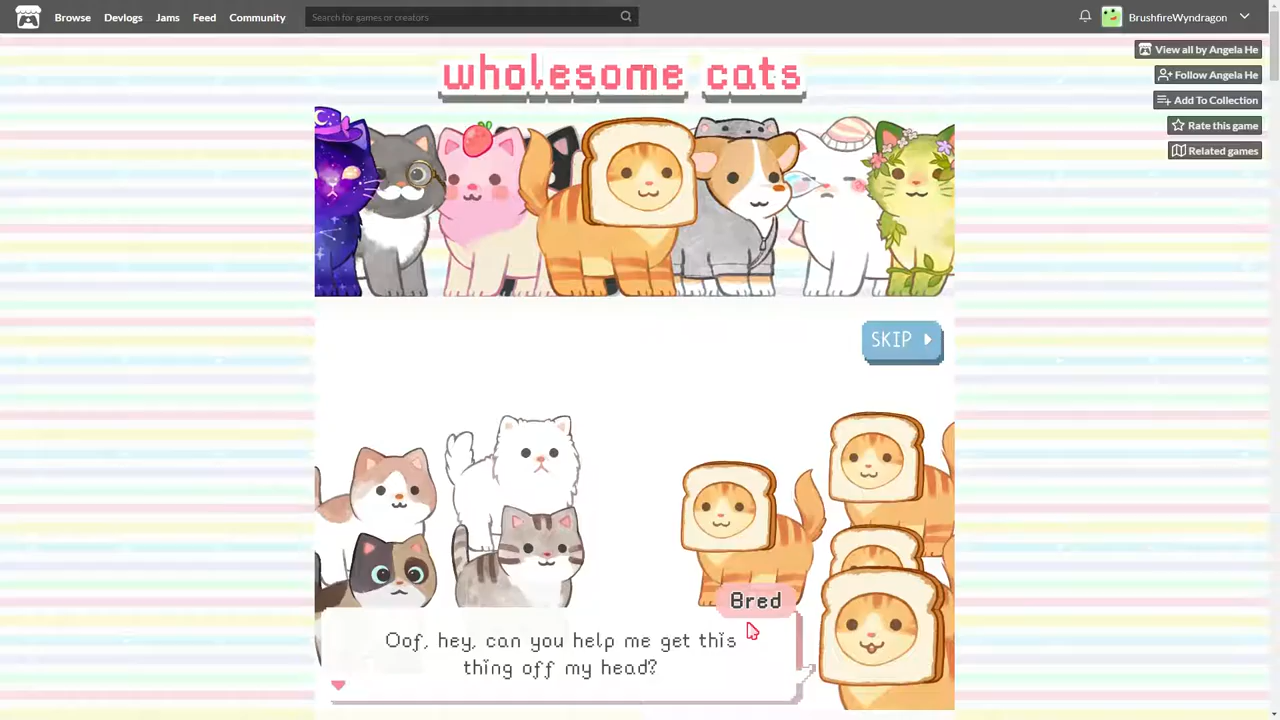 Browse Devlogs Jams Feed Community Search for games or creators BrushfireWyndragon
View all by Angela He
Follow Angela He
Add To Collection
Rate this game
Related games
wholesome cats
SKIP
Bred
Oof, hey, can you help me get this
thing off my head?